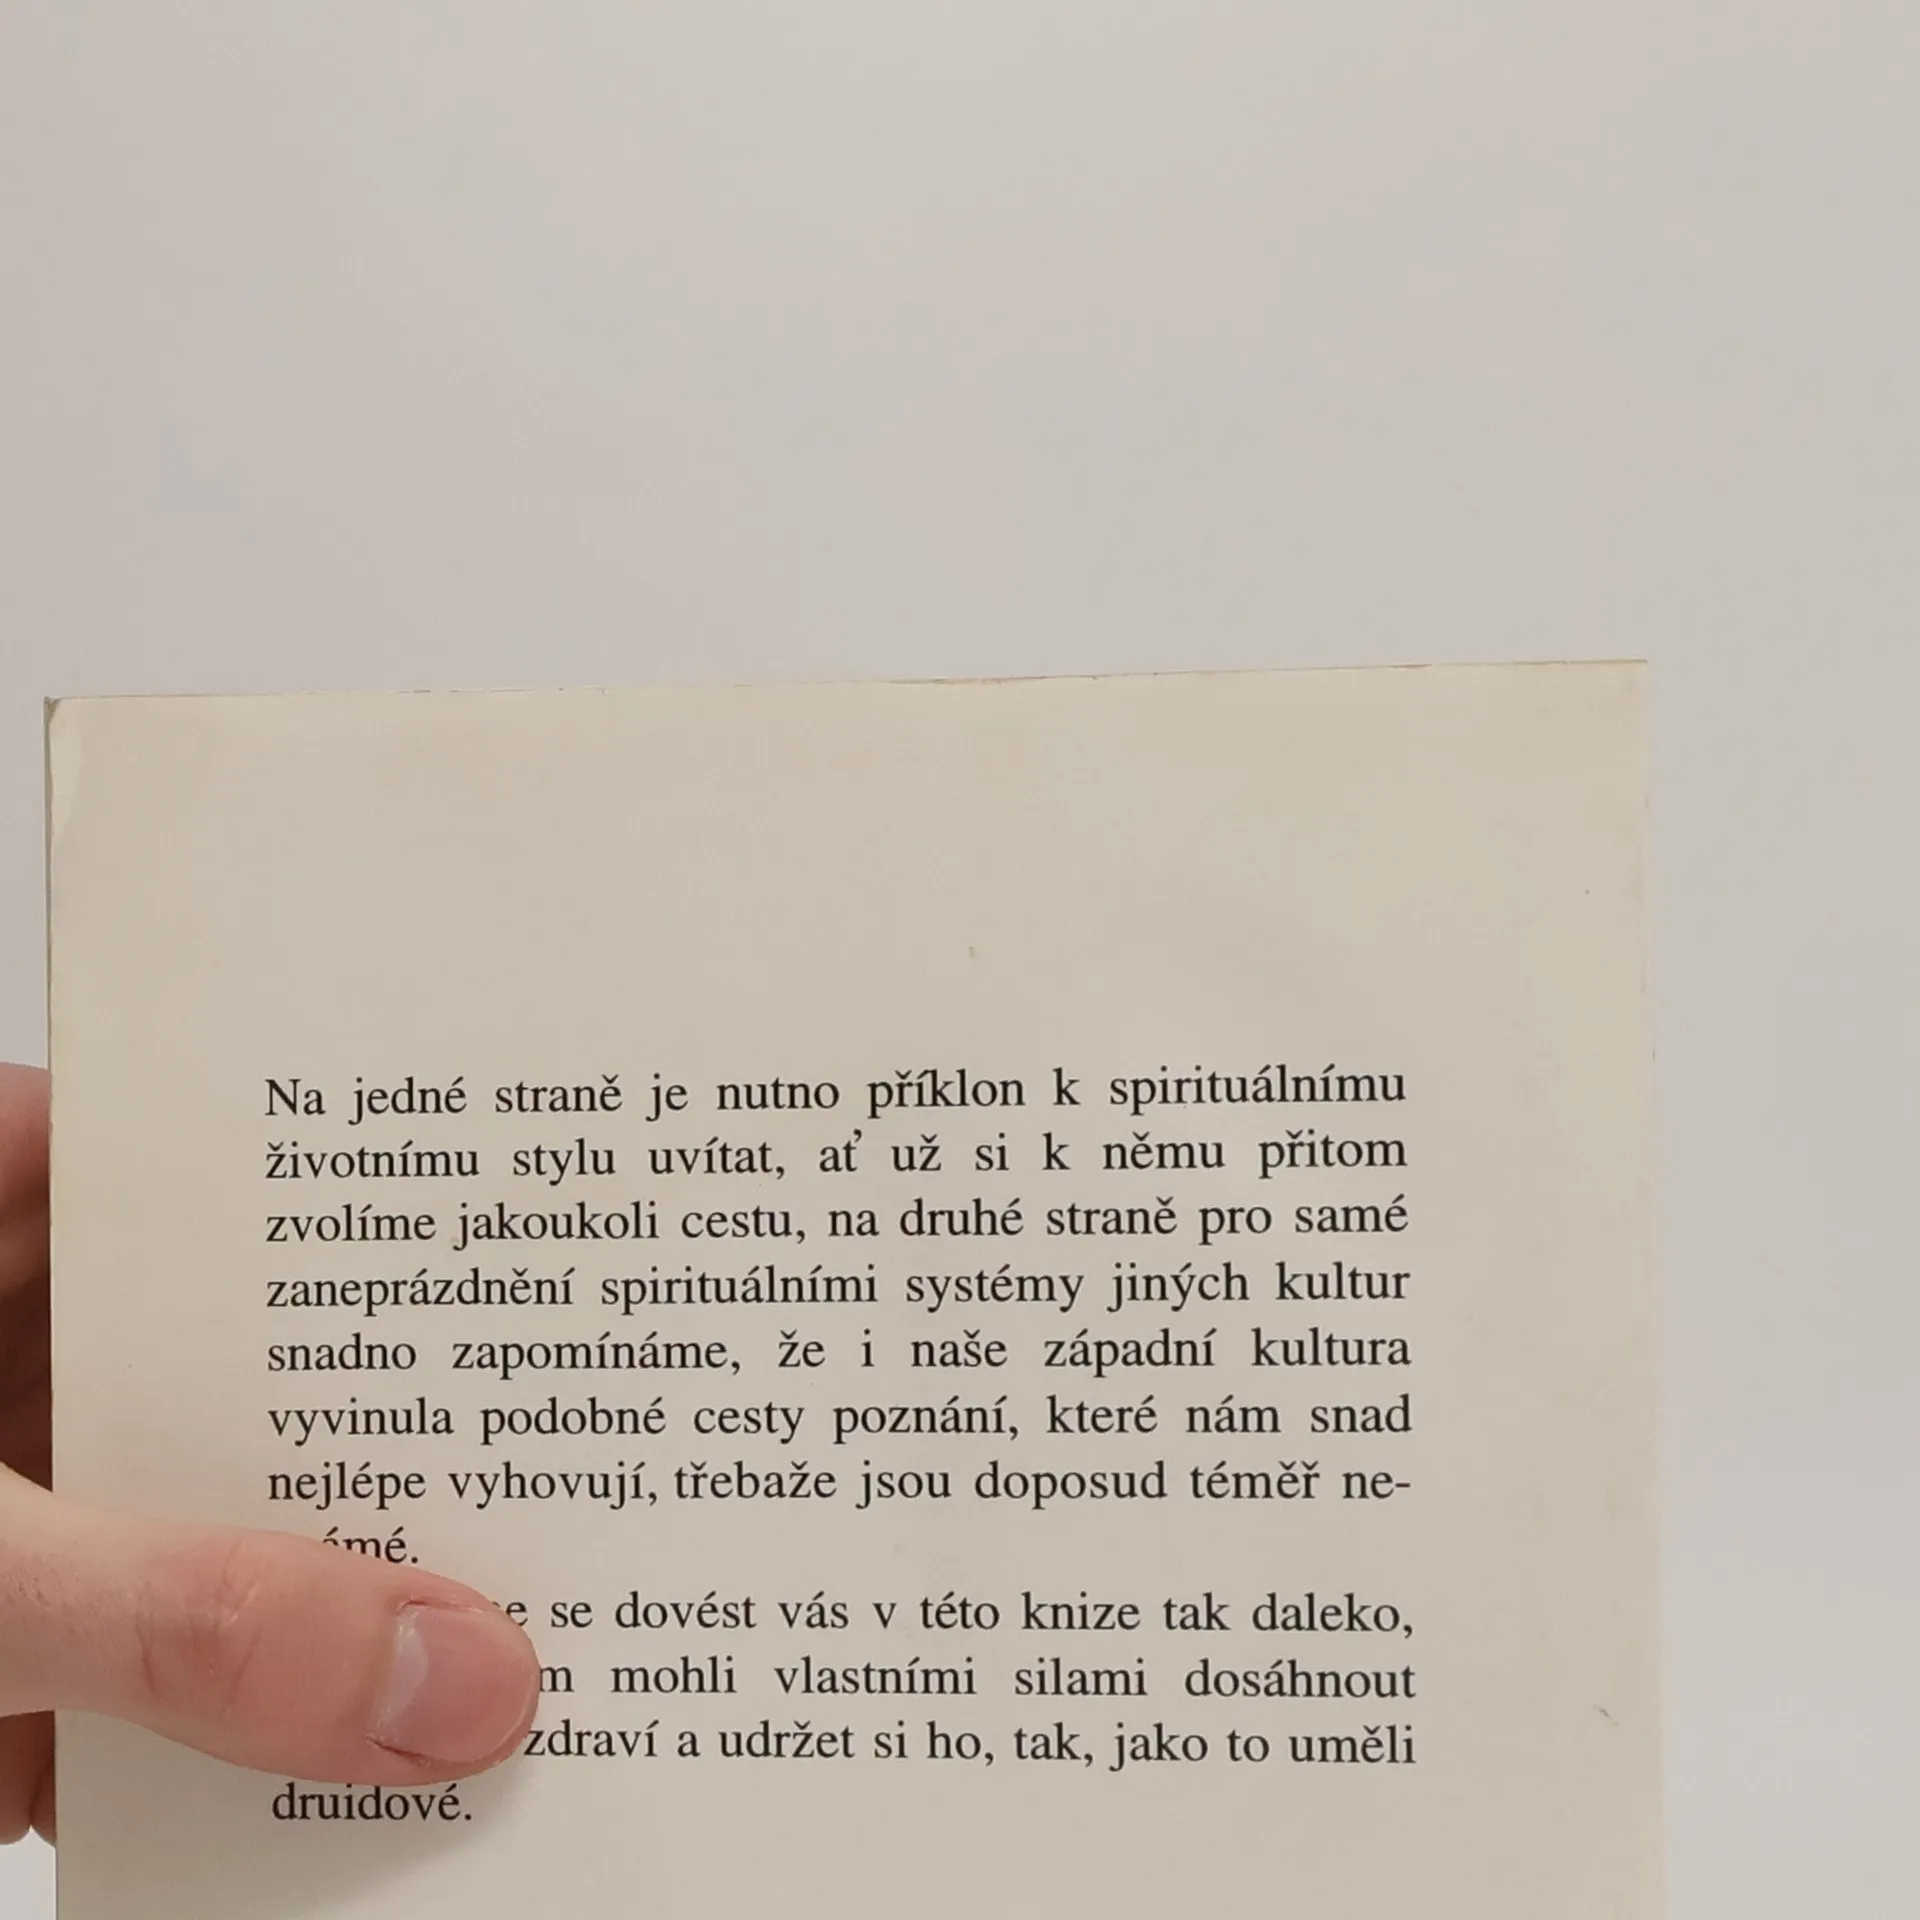 Na jedné straně je nutno příklon k spirituálnímu
životnímu stylu uvítat, ať už si k němu přitom
zvolíme jakoukoli cestu, na druhé straně pro samé
zaneprázdnění spirituálními systémy jiných kultur
snadno zapomínáme, že i naše západní kultura
vyvinula podobné cesty poznání, které nám snad
nejlépe vyhovují, třebaže jsou doposud téměř ne-
se dovést vás v této knize tak daleko,
mohli vlastními silami dosáhnout
zdraví a udržet si ho, tak, jako to uměli
druidové.